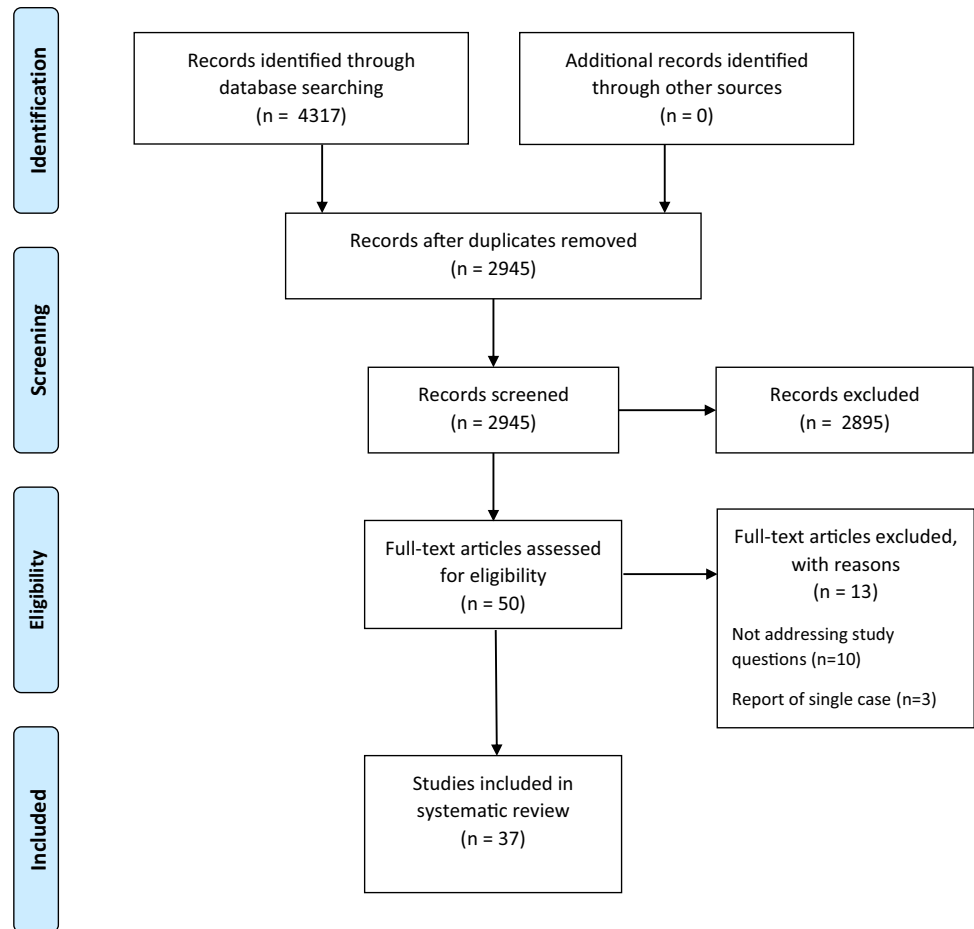 Identification
Records identified through
database searching
(n = 4317)
Additional records identified
through other sources
(n = 0)
Records after duplicates removed
(n = 2945)
Screening
Records screened
(n = 2945)
Records excluded
(n = 2895)
Eligibility
Full-text articles assessed
for eligibility
(n = 50)
Full-text articles excluded,
with reasons
(n = 13)
Not addressing study
questions (n=10)
Report of single case (n=3)
Included
Studies included in
systematic review
(n = 37)